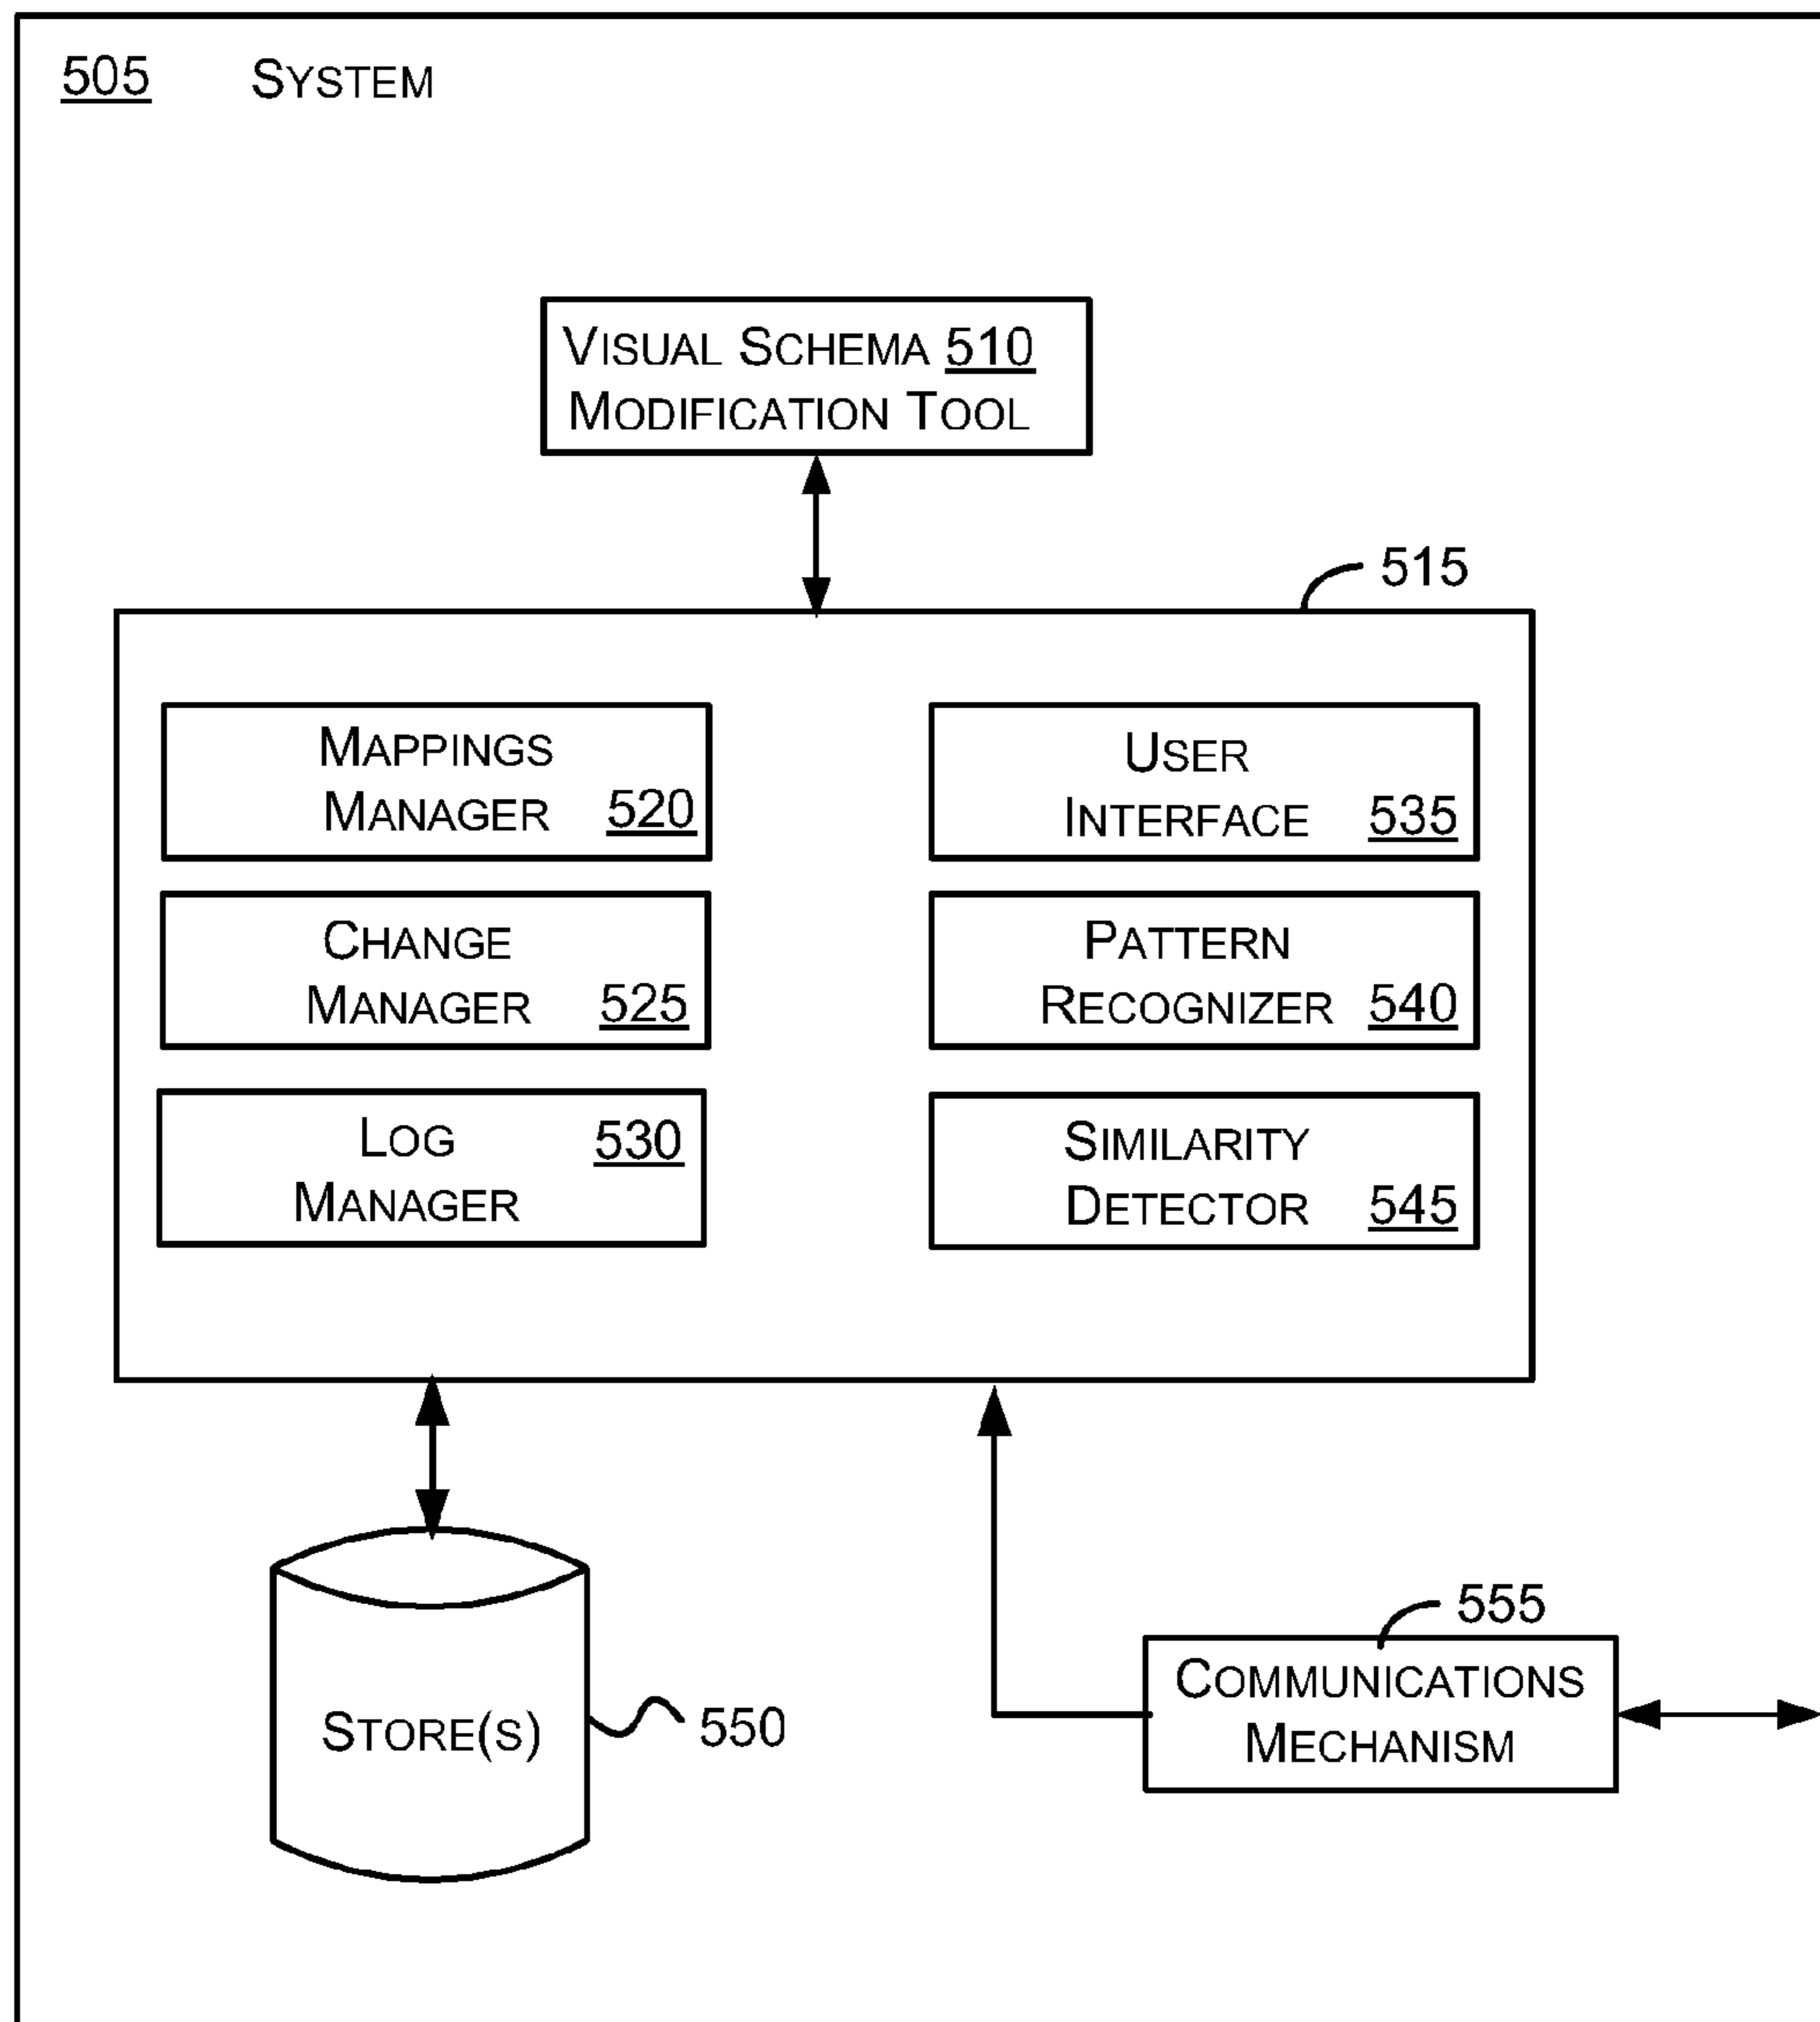 505 SYSTEM
VISUAL SCHEMA 510
MODIFICATION TOOL
515
MAPPINGS
MANAGER 520
USER
INTERFACE 535
CHANGE
MANAGER 525
PATTERN
RECOGNIZER 540
LOG 530
MANAGER
SIMILARITY
DETECTOR 545
STORE(S)
550
555
COMMUNICATIONS
MECHANISM